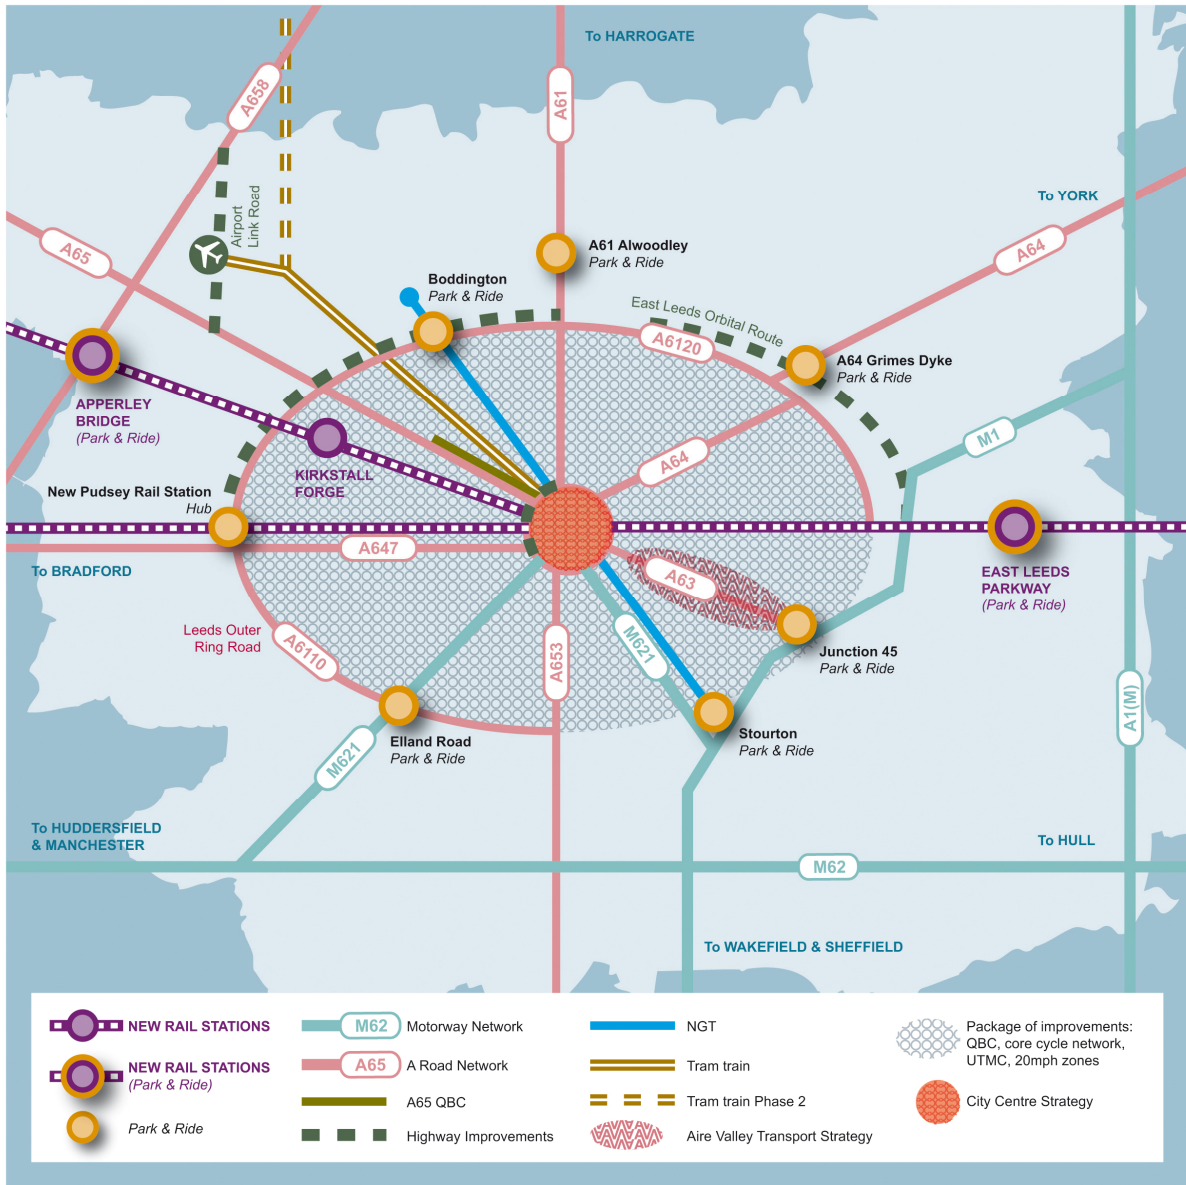 To HARROGATE
A658
A61
Airport
Link Road
To YORK
A65
A64
A61 Alwoodley
Park & Ride
Boddington
Park & Ride
East Leeds Orbital Route
A6120
A64 Grimes Dyke
Park & Ride
APPERLEY
BRIDGE
(Park & Ride)
M1
A64
KIRKSTALL
FORGE
New Pudsey Rail Station
Hub
A647
To BRADFORD
A63
EAST LEEDS
PARKWAY
(Park & Ride)
Leeds Outer
Ring Road
A6110
A653
M621
Junction 45
Park & Ride
A1(M)
Elland Road
Park & Ride
Stourton
Park & Ride
M621
To HUDDERSFIELD
& MANCHESTER
To HULL
M62
To WAKEFIELD & SHEFFIELD
NEW RAIL STATIONS
NEW RAIL STATIONS
(Park & Ride)
Park & Ride
M62
Motorway Network
A65
A Road Network
A65 QBC
Highway Improvements
NGT
Tram train
Tram train Phase 2
Aire Valley Transport Strategy
Package of improvements:
QBC, core cycle network,
UTMC, 20mph zones
City Centre Strategy